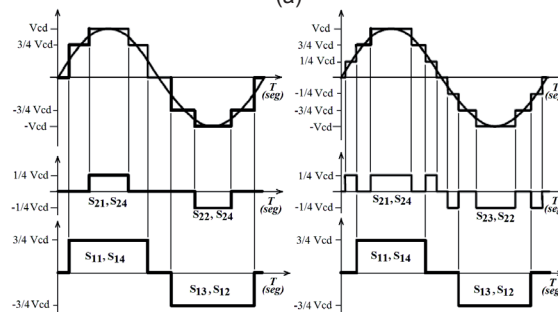 (a)
Vcd
3/4 Vcd
-3/4 Vcd
-Vcd
T
(seg)
1/4 Vcd
-1/4 Vcd
S21, S24
S22, S24
T
(seg)
3/4 Vcd
-3/4 Vcd
S11, S14
S13, S12
T
(seg)
Vcd
3/4 Vcd
1/4 Vcd
-1/4 Vcd
-3/4 Vcd
-Vcd
T
(seg)
1/4 Vcd
-1/4 Vcd
S21, S24
S23, S22
T
(seg)
3/4 Vcd
-3/4 Vcd
S11, S14
S13, S12
T
(seg)